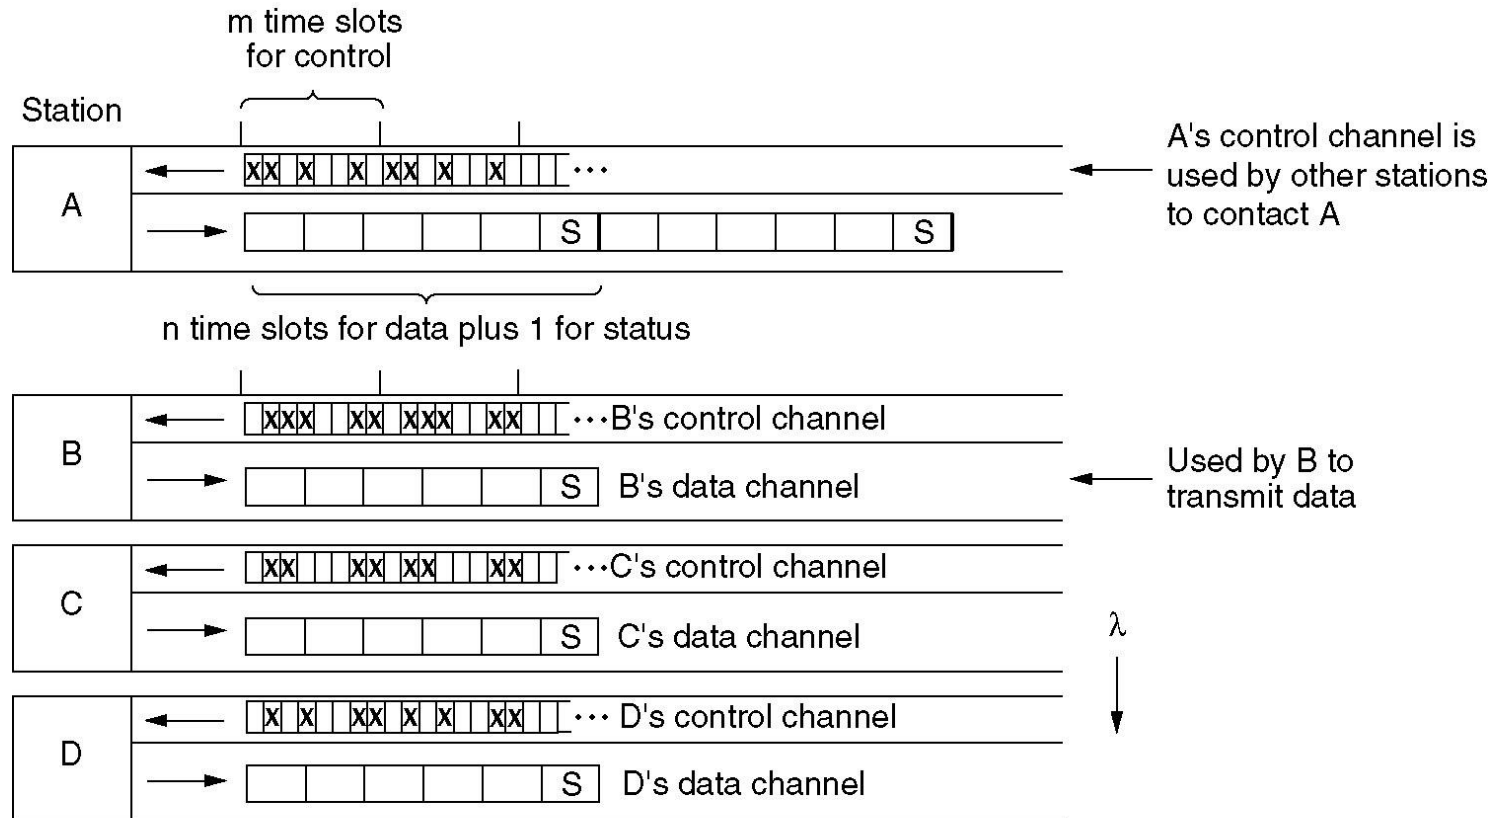 m time slots
for control
Station
A
X X X X X X X X ...
S S
A's control channel is
used by other stations
to contact A
n time slots for data plus 1 for status
B
X X X X X X X X X X ... B's control channel
S B's data channel
Used by B to
transmit data
C
X X X X X X X X ... C's control channel
S C's data channel
λ
D
X X X X X X X X ... D's control channel
S D's data channel